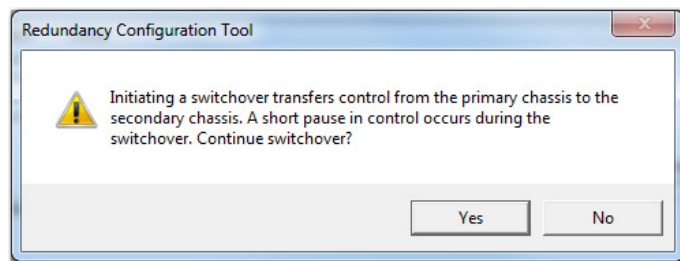 Redundancy Configuration Tool
Initiating a switchover transfers control from the primary chassis to the
secondary chassis. A short pause in control occurs during the
switchover. Continue switchover?
Yes
No